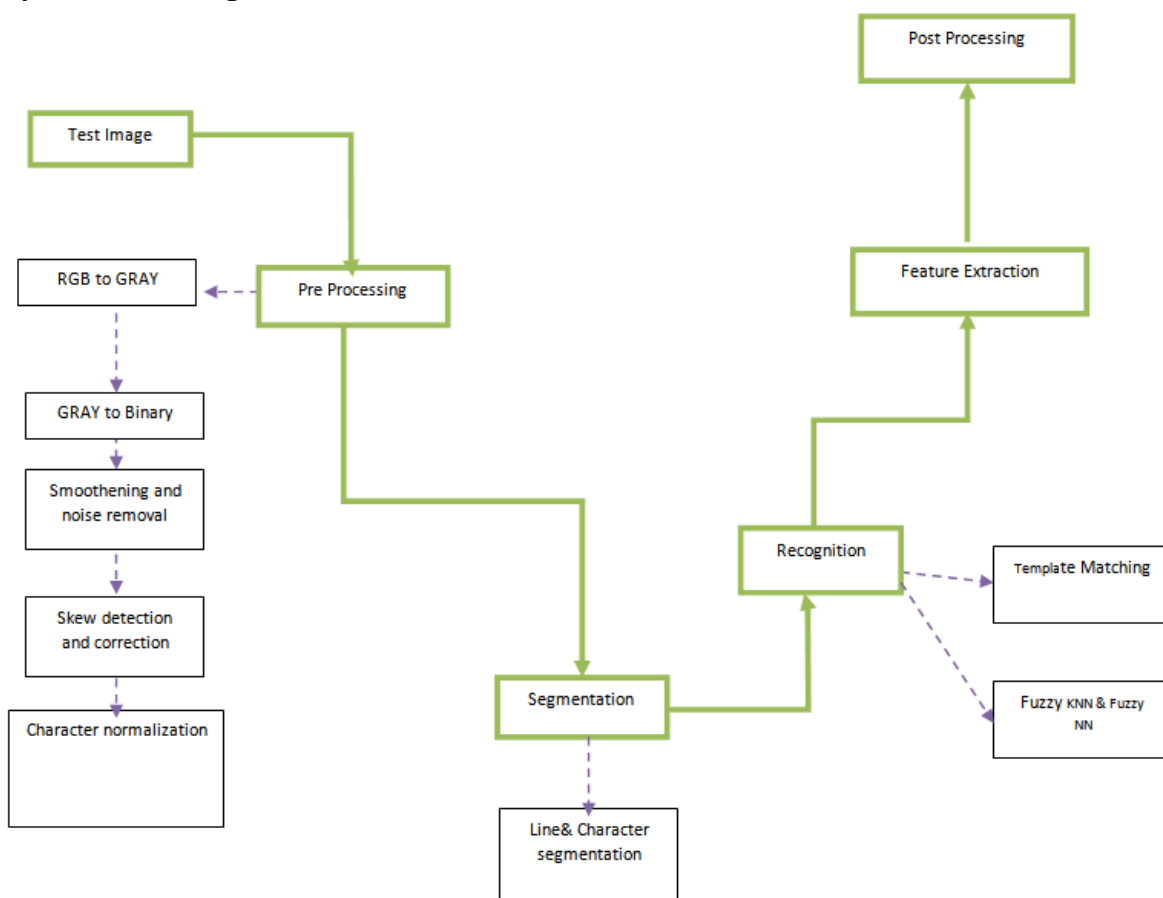 Post Processing
Test Image
RGB to GRAY
Pre Processing
Feature Extraction
GRAY to Binary
Smoothening and
noise removal
Recognition
Template Matching
Skew detection
and correction
Segmentation
Fuzzy KNN & Fuzzy
NN
Character normalization
Line& Character
segmentation